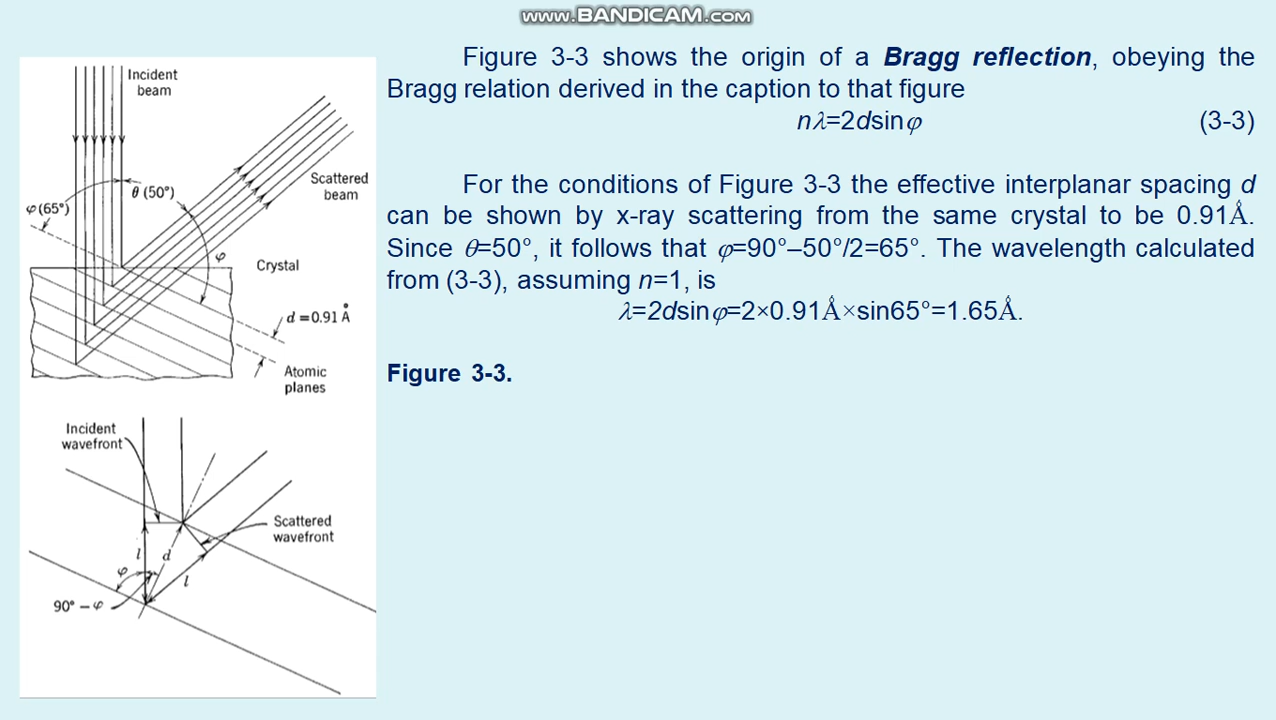 www.BANDICAM.com
Incident
beam
θ (50°)
φ (65°)
Scattered
beam
φ
Crystal
d = 0.91 Å
Atomic
planes
Incident
wavefront
Scattered
wavefront
l
d
φ
l
90° – φ
Figure 3-3 shows the origin of a Bragg reflection, obeying the
Bragg relation derived in the caption to that figure
nλ=2dsinφ (3-3)
For the conditions of Figure 3-3 the effective interplanar spacing d
can be shown by x-ray scattering from the same crystal to be 0.91Å.
Since θ=50°, it follows that φ=90°–50°/2=65°. The wavelength calculated
from (3-3), assuming n=1, is
λ=2dsinφ=2×0.91Å×sin65°=1.65Å.
Figure 3-3.